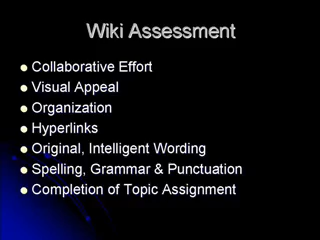 Wiki Assessment
Collaborative Effort
Visual Appeal
Organization
Hyperlinks
Original, Intelligent Wording
Spelling, Grammar & Punctuation
Completion of Topic Assignment